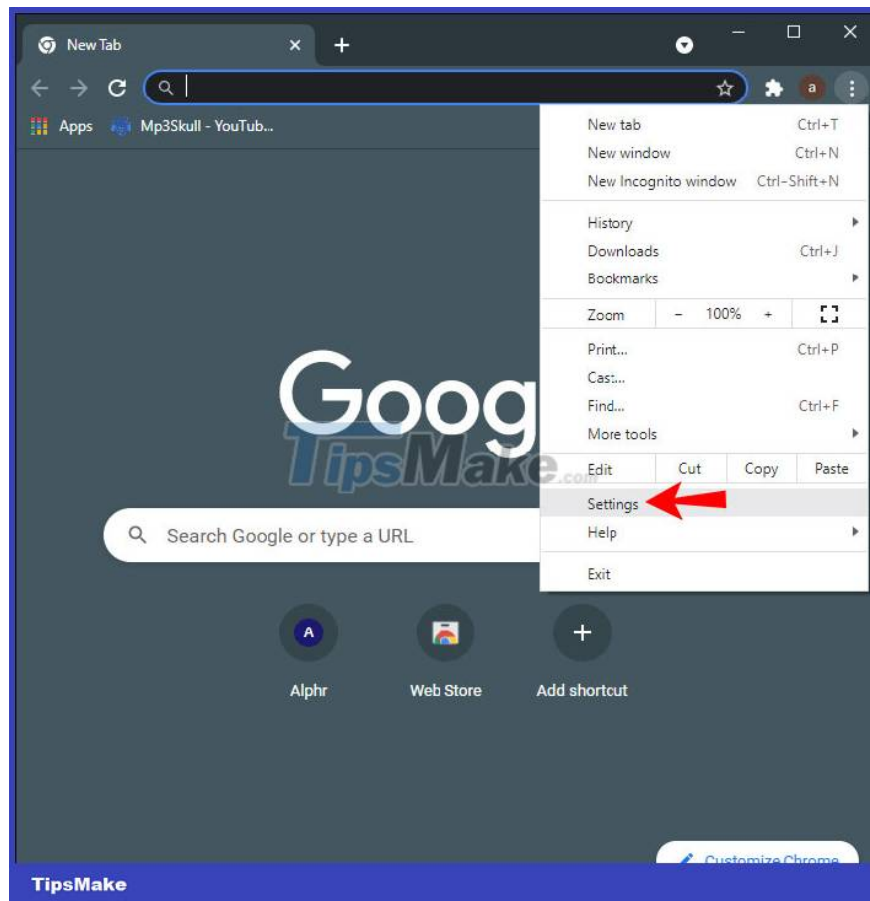 New Tab
a
Apps Mp3Skull - YouTub...
New tab Ctrl+T
New window Ctrl+N
New Incognito window Ctrl-Shift+N
History
Downloads Ctrl+J
Bookmarks
Zoom - 100% +
Print... Ctrl+P
Cast...
Find... Ctrl+F
More tools
Edit Cut Copy Paste
Settings
Help
Exit
Goog
TipsMake.com
Search Google or type a URL
A
Alphr Web Store Add shortcut
Customize Chrome
TipsMake